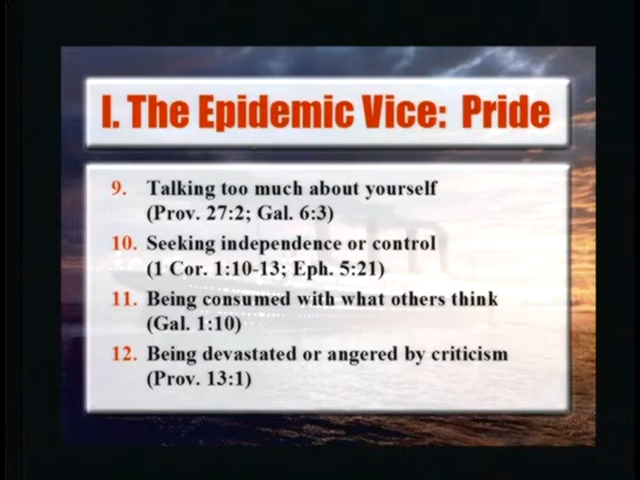 I. The Epidemic Vice: Pride
9. Talking too much about yourself
(Prov. 27:2; Gal. 6:3)
10. Seeking independence or control
(1 Cor. 1:10-13; Eph. 5:21)
11. Being consumed with what others think
(Gal. 1:10)
12. Being devastated or angered by criticism
(Prov. 13:1)